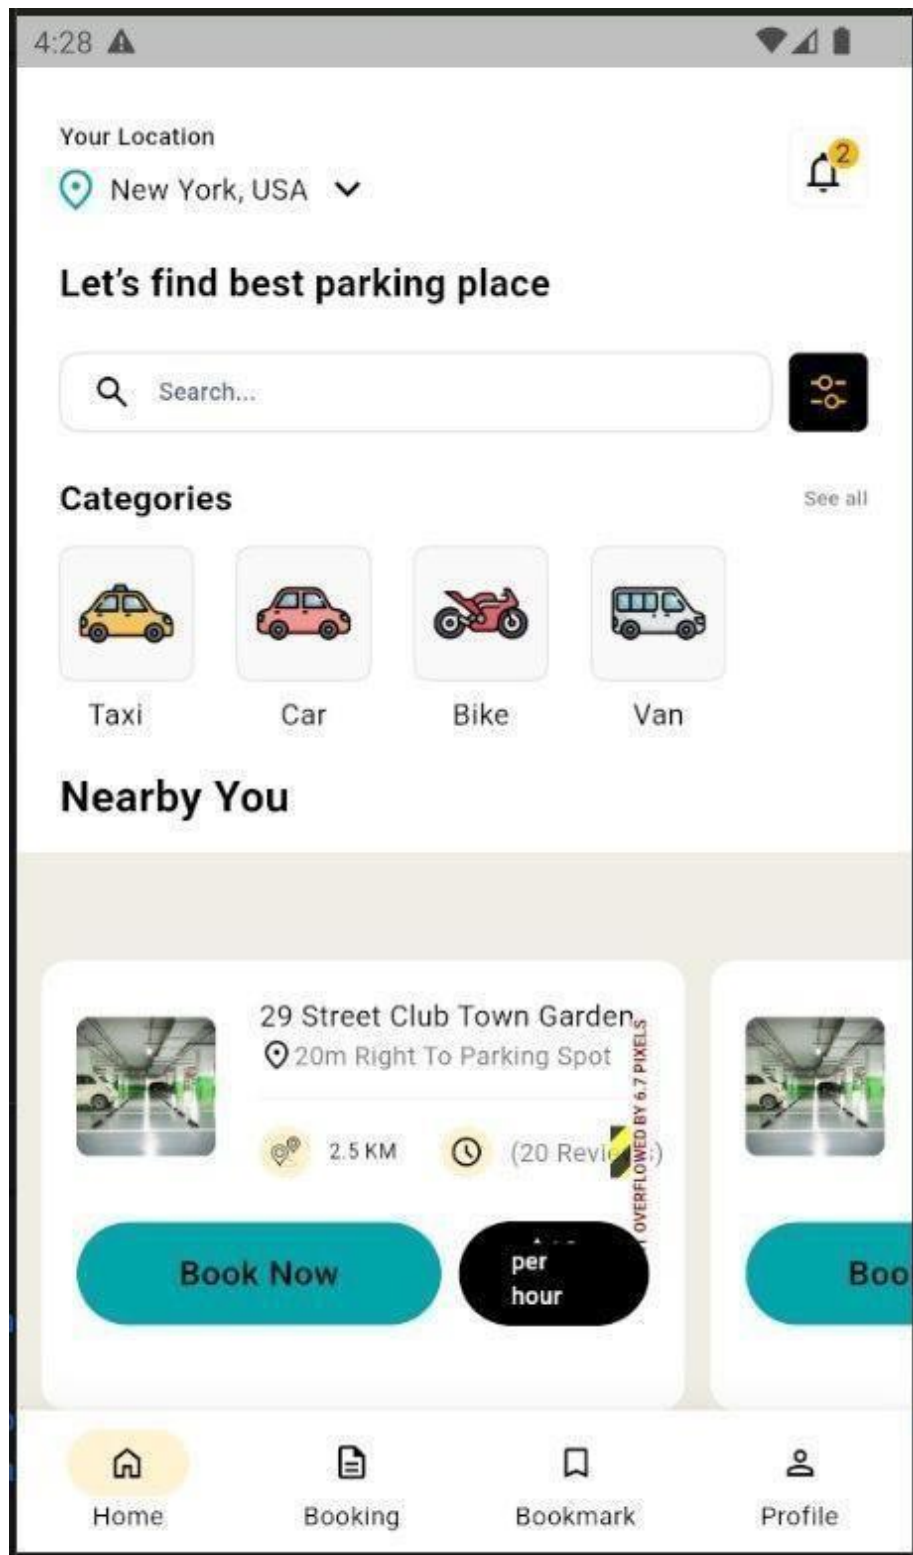 4:28
Your Location
2
New York, USA
Let's find best parking place
Search...
Categories
See all
Taxi Car Bike Van
Nearby You
29 Street Club Town Garden
20m Right To Parking Spot
2.5 KM
(20 )
OVERFLOWED BY 6.7 PIXELS
Book Now
per
hour
Boo
Home Booking Bookmark Profile